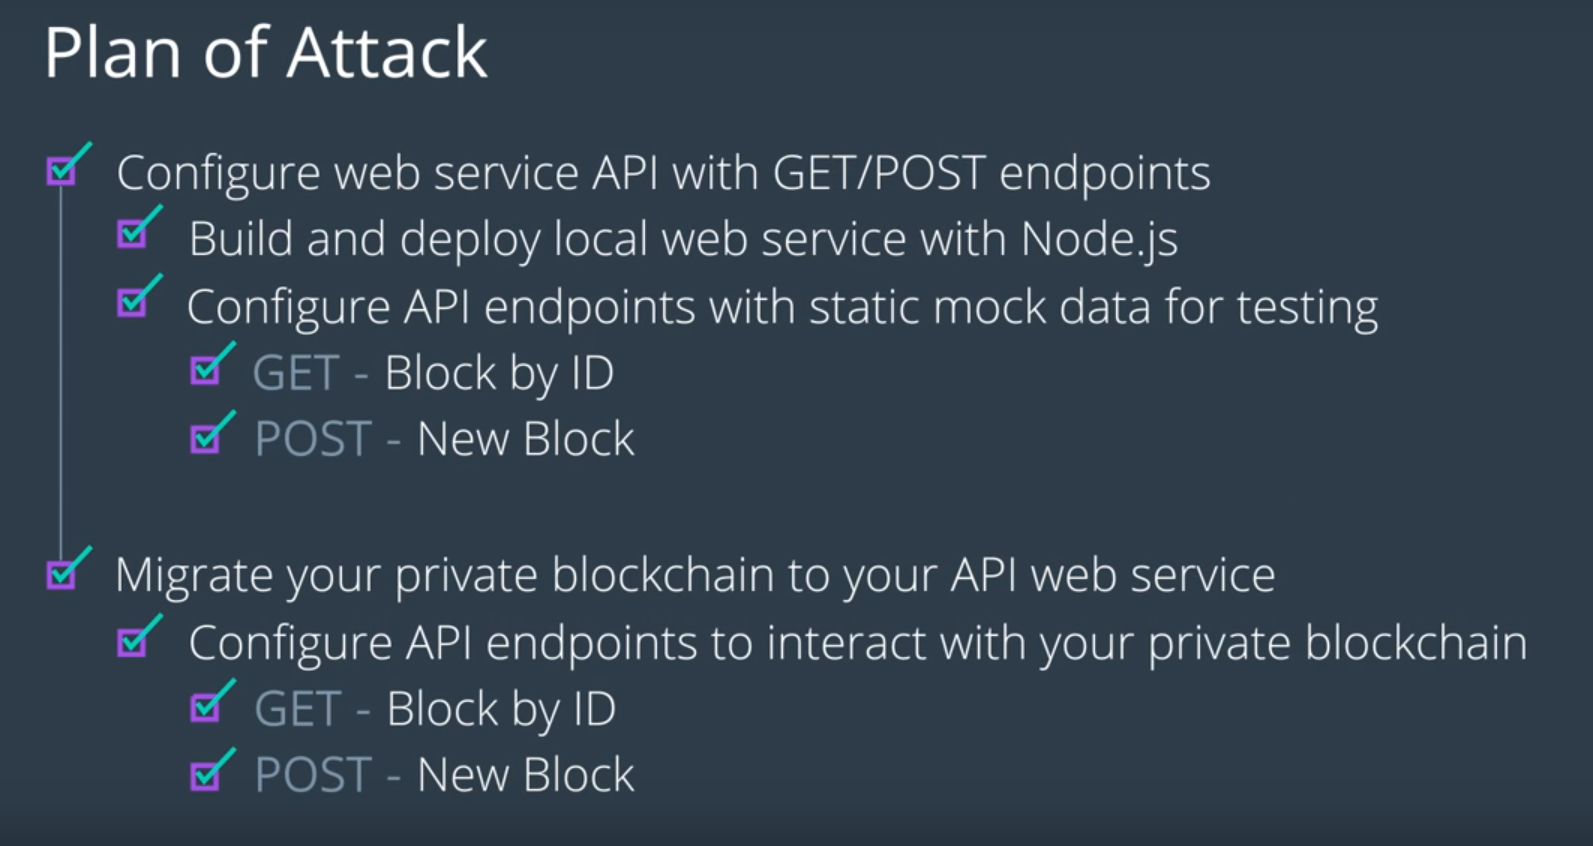 Plan of Attack
Configure web service API with GET/POST endpoints
Build and deploy local web service with Node.js
Configure API endpoints with static mock data for testing
GET - Block by ID
POST - New Block
Migrate your private blockchain to your API web service
Configure API endpoints to interact with your private blockchain
GET - Block by ID
POST - New Block